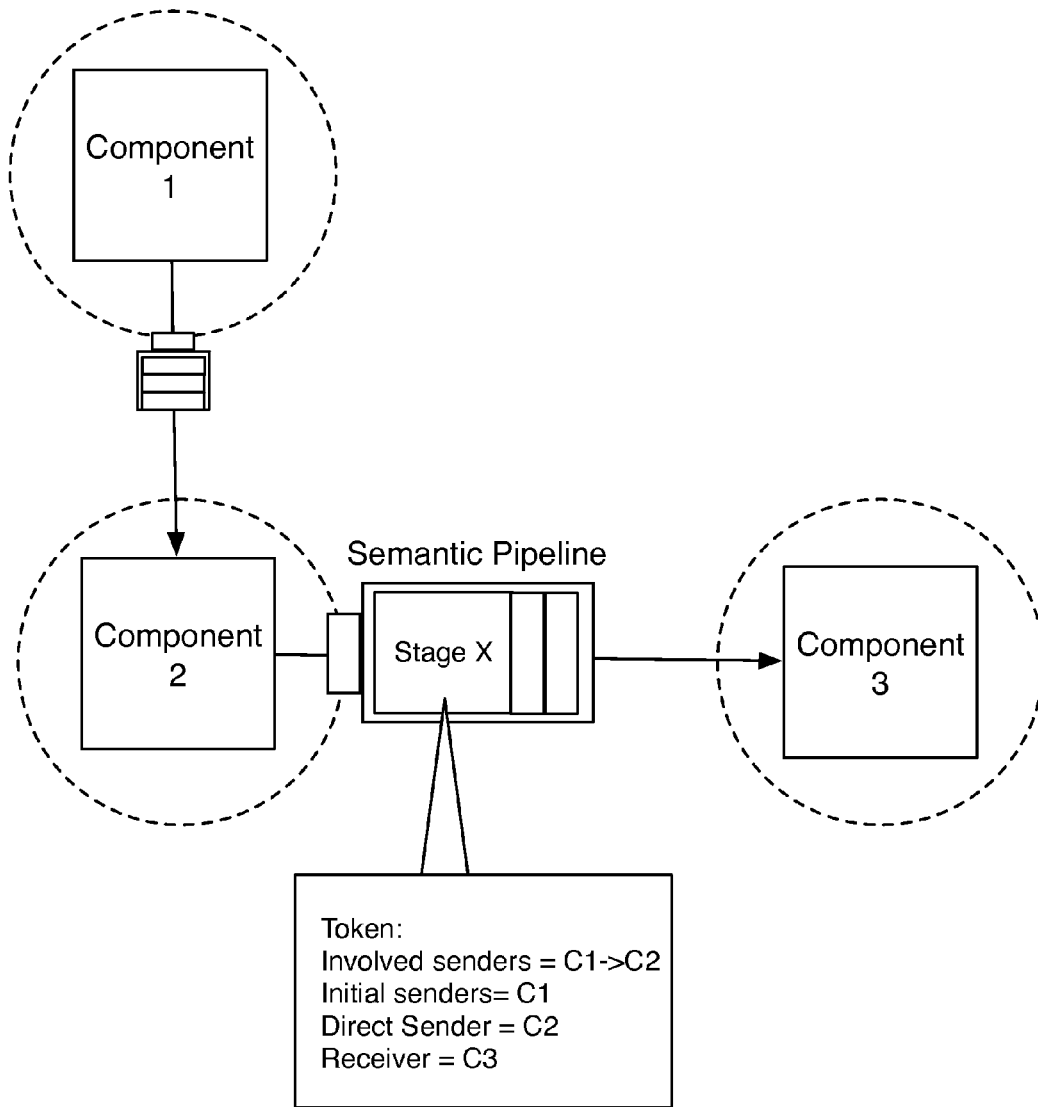 Component
1
Semantic Pipeline
Component
2
Stage X
Component
3
Token:
Involved senders = C1->C2
Initial senders= C1
Direct Sender = C2
Receiver = C3